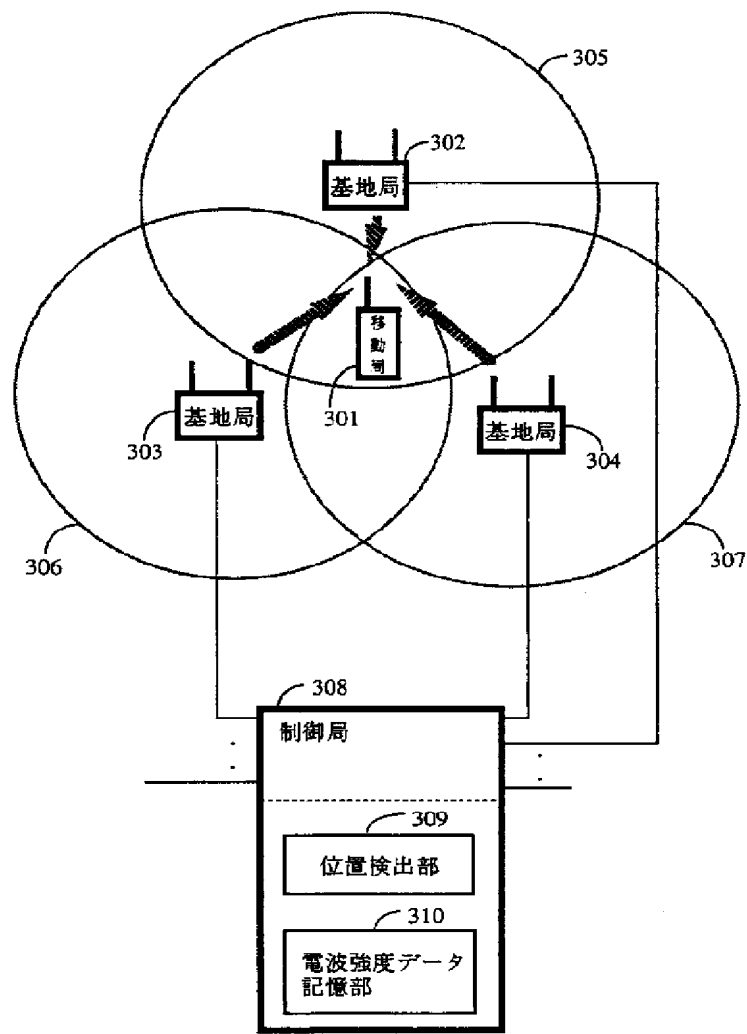 305
302
基地局
移動局
301
基地局
303
基地局
304
306
307
308
制御局
309
位置検出部
310
電波強度データ
記憶部